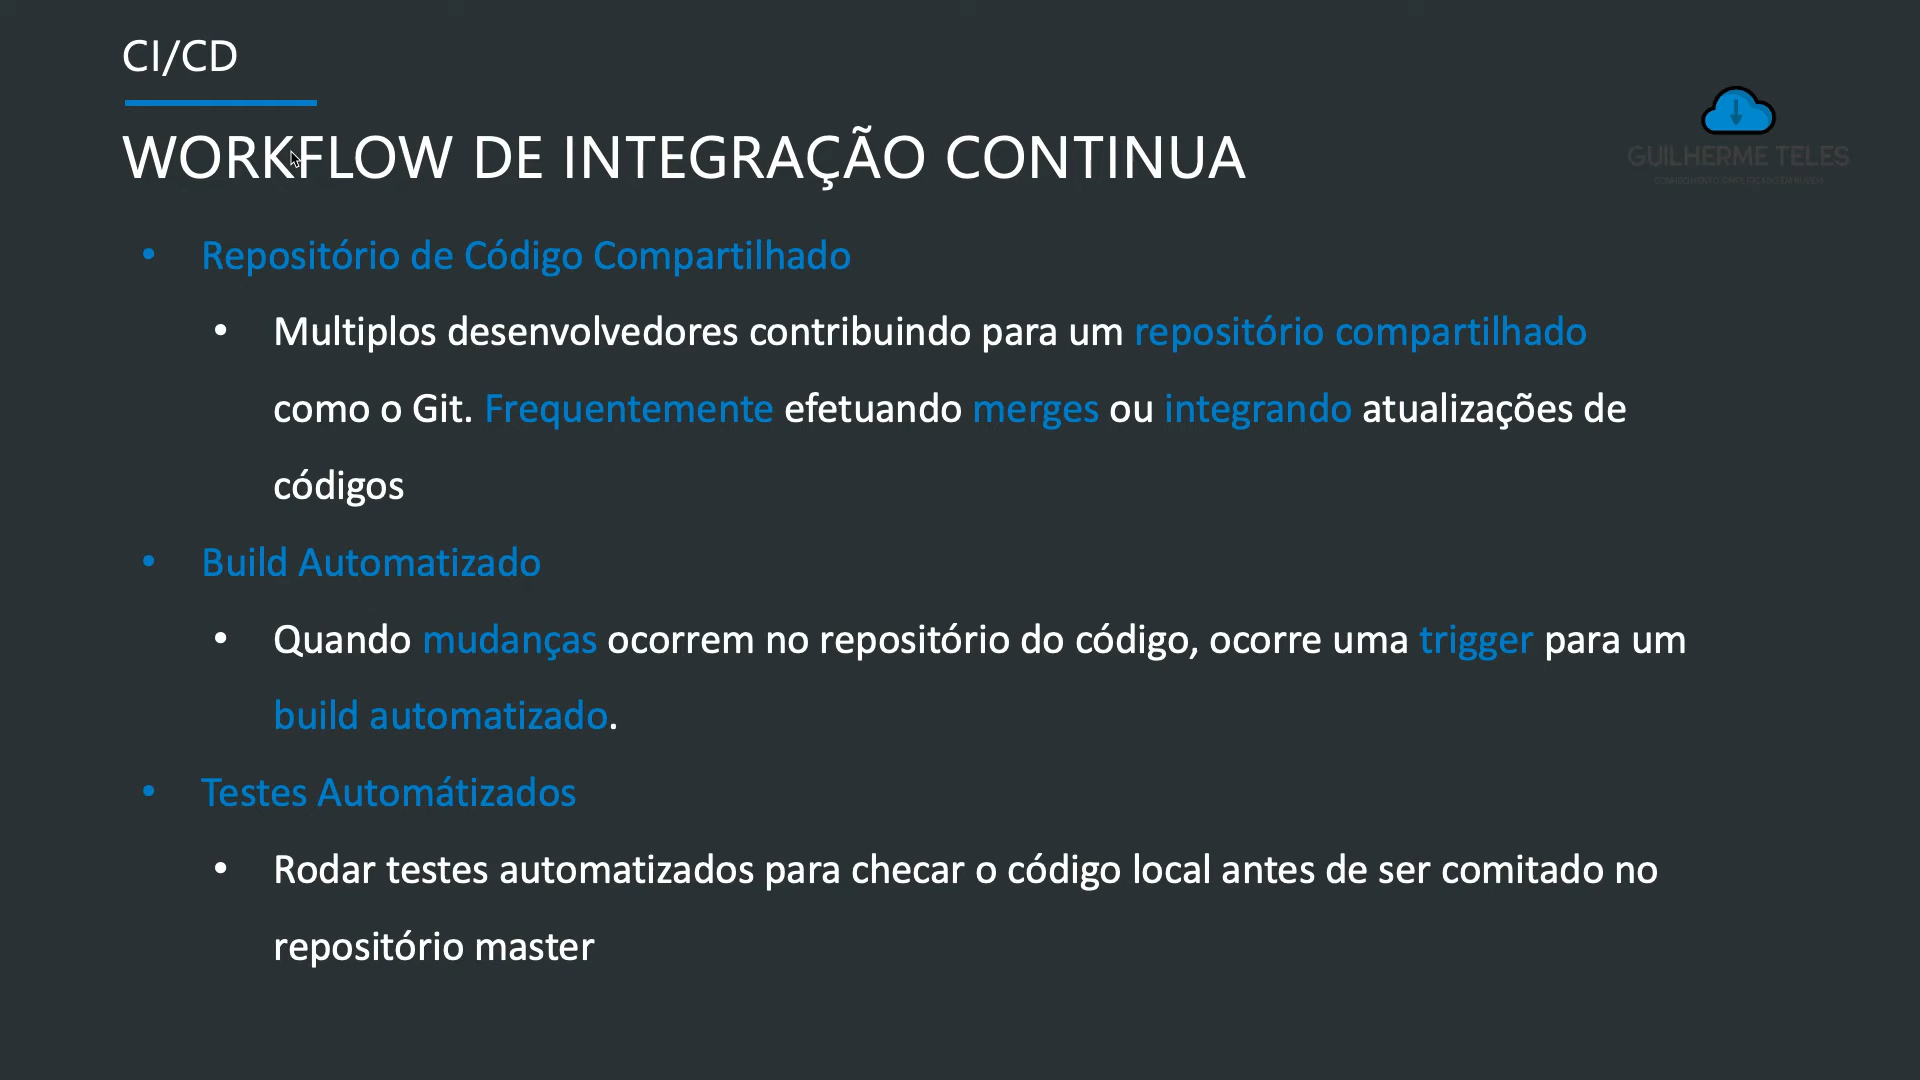 CI/CD
WORKFLOW DE INTEGRAÇÃO CONTINUA
GUILHERME TELES
• Repositório de Código Compartilhado
• Multiplos desenvolvedores contribuindo para um repositório compartilhado
como o Git. Frequentemente efetuando merges ou integrando atualizações de
códigos
• Build Automatizado
• Quando mudanças ocorrem no repositório do código, ocorre uma trigger para um
build automatizado.
• Testes Automátizados
• Rodar testes automatizados para checar o código local antes de ser comitado no
repositório master